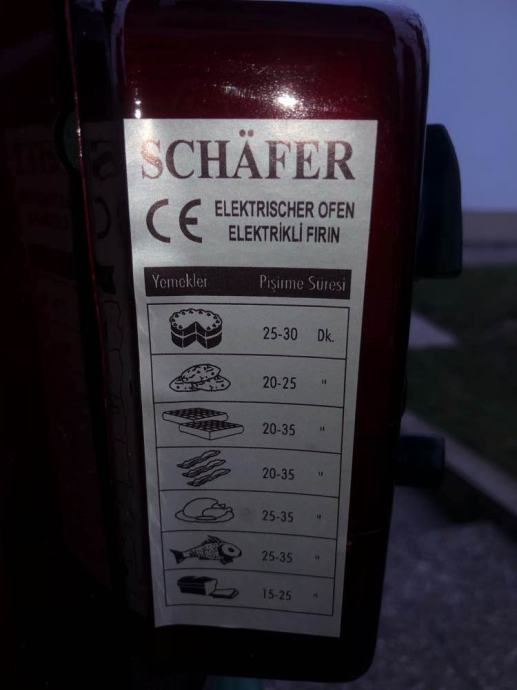 SCHÄFER
CE ELEKTRISCHER OFEN
ELEKTRİKLİ FIRIN
Yemekler Pişirme Süresi
25-30 Dk.
20-25 "
20-35 "
20-35 "
25-35 "
25-35 "
15-25 "